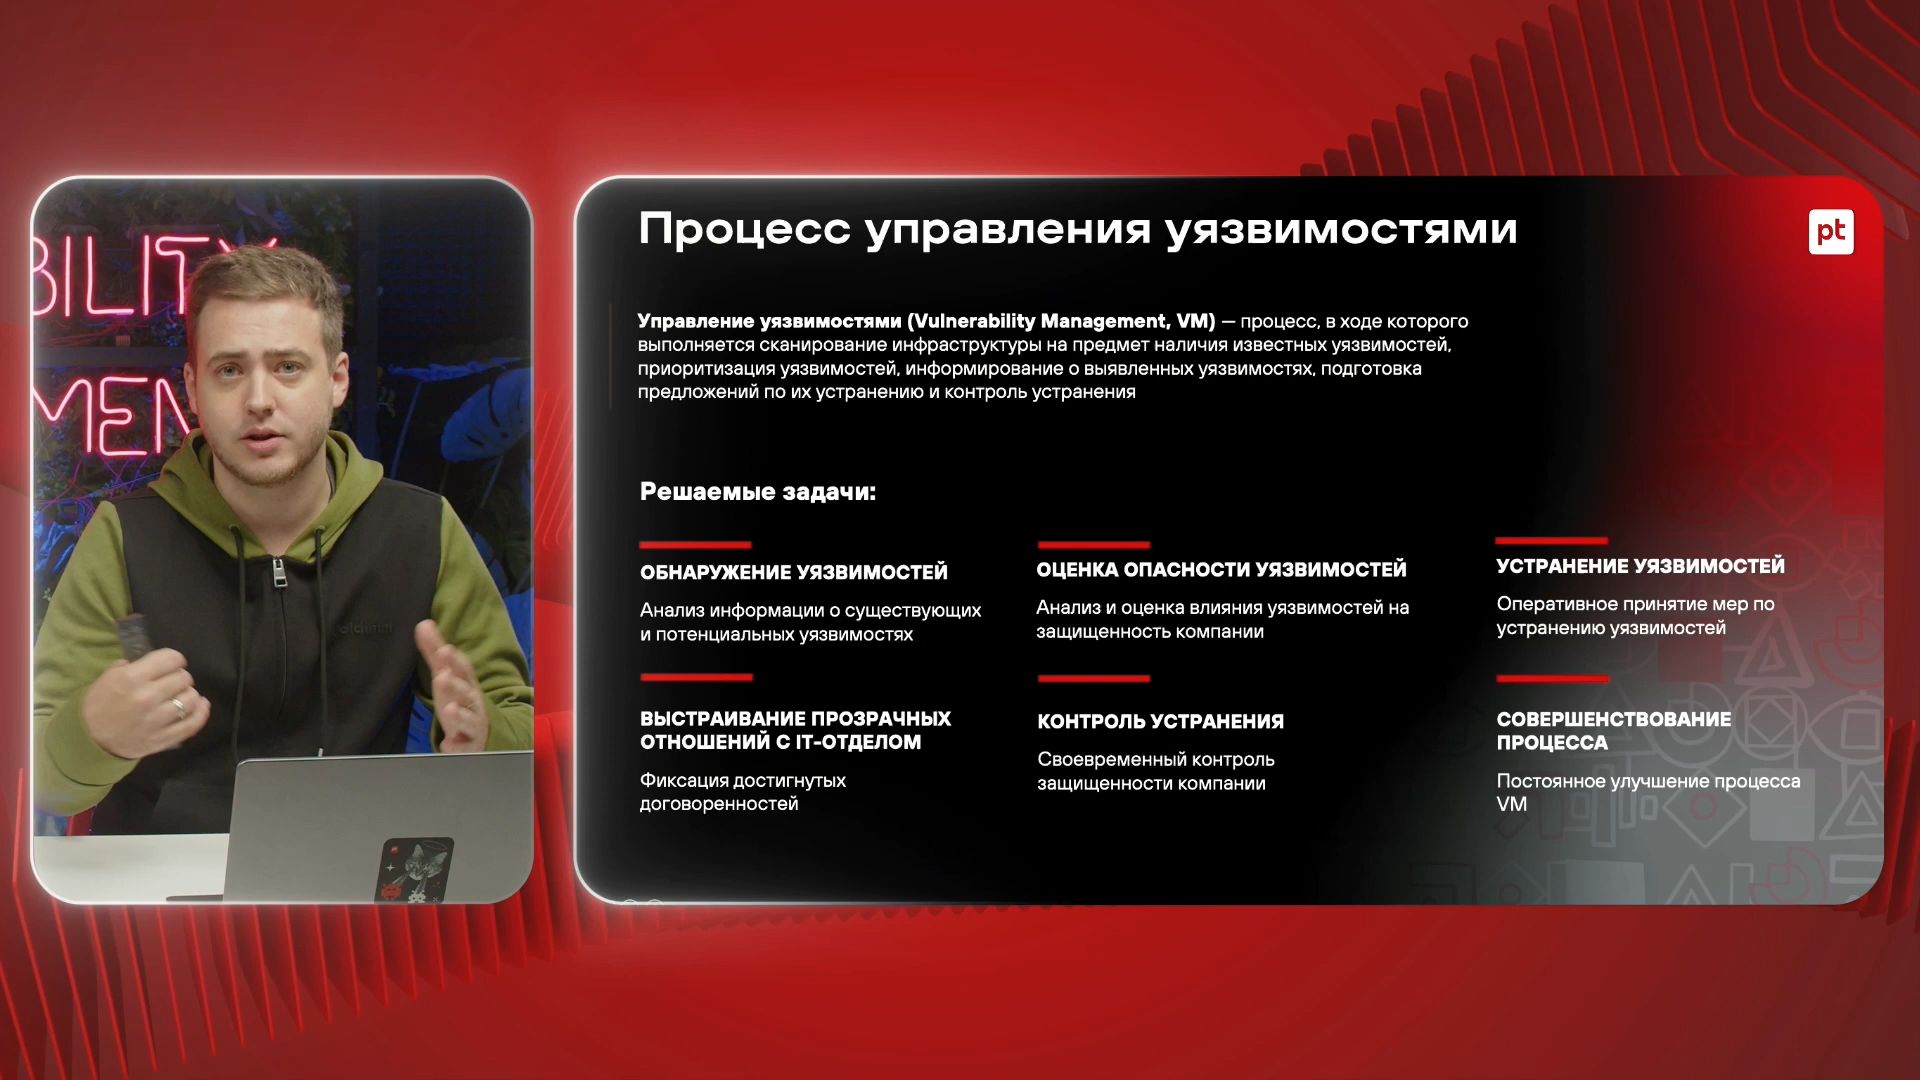 BILITY
MEN
Процесс управления уязвимостями
pt
Управление уязвимостями (Vulnerability Management, VM) — процесс, в ходе которого
выполняется сканирование инфраструктуры на предмет наличия известных уязвимостей,
приоритизация уязвимостей, информирование о выявленных уязвимостях, подготовка
предложений по их устранению и контроль устранения
Решаемые задачи:
ОБНАРУЖЕНИЕ УЯЗВИМОСТЕЙ
Анализ информации о существующих
и потенциальных уязвимостях
ОЦЕНКА ОПАСНОСТИ УЯЗВИМОСТЕЙ
Анализ и оценка влияния уязвимостей на
защищенность компании
УСТРАНЕНИЕ УЯЗВИМОСТЕЙ
Оперативное принятие мер по
устранению уязвимостей
ВЫСТРАИВАНИЕ ПРОЗРАЧНЫХ
ОТНОШЕНИЙ С IT-ОТДЕЛОМ
Фиксация достигнутых
договоренностей
КОНТРОЛЬ УСТРАНЕНИЯ
Своевременный контроль
защищенности компании
СОВЕРШЕНСТВОВАНИЕ
ПРОЦЕССА
Постоянное улучшение процесса
VM